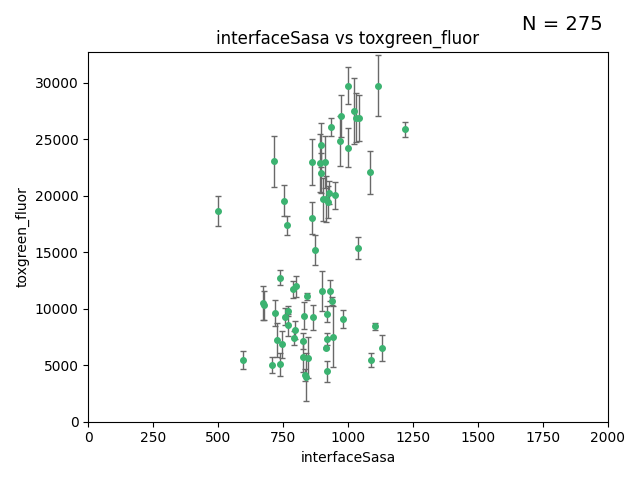 N = 275
interfaceSasa vs toxgreen_fluor
30000
25000
20000
15000
10000
5000
0
toxgreen_fluor
0 250 500 750 1000 1250 1500 1750 2000
interfaceSasa